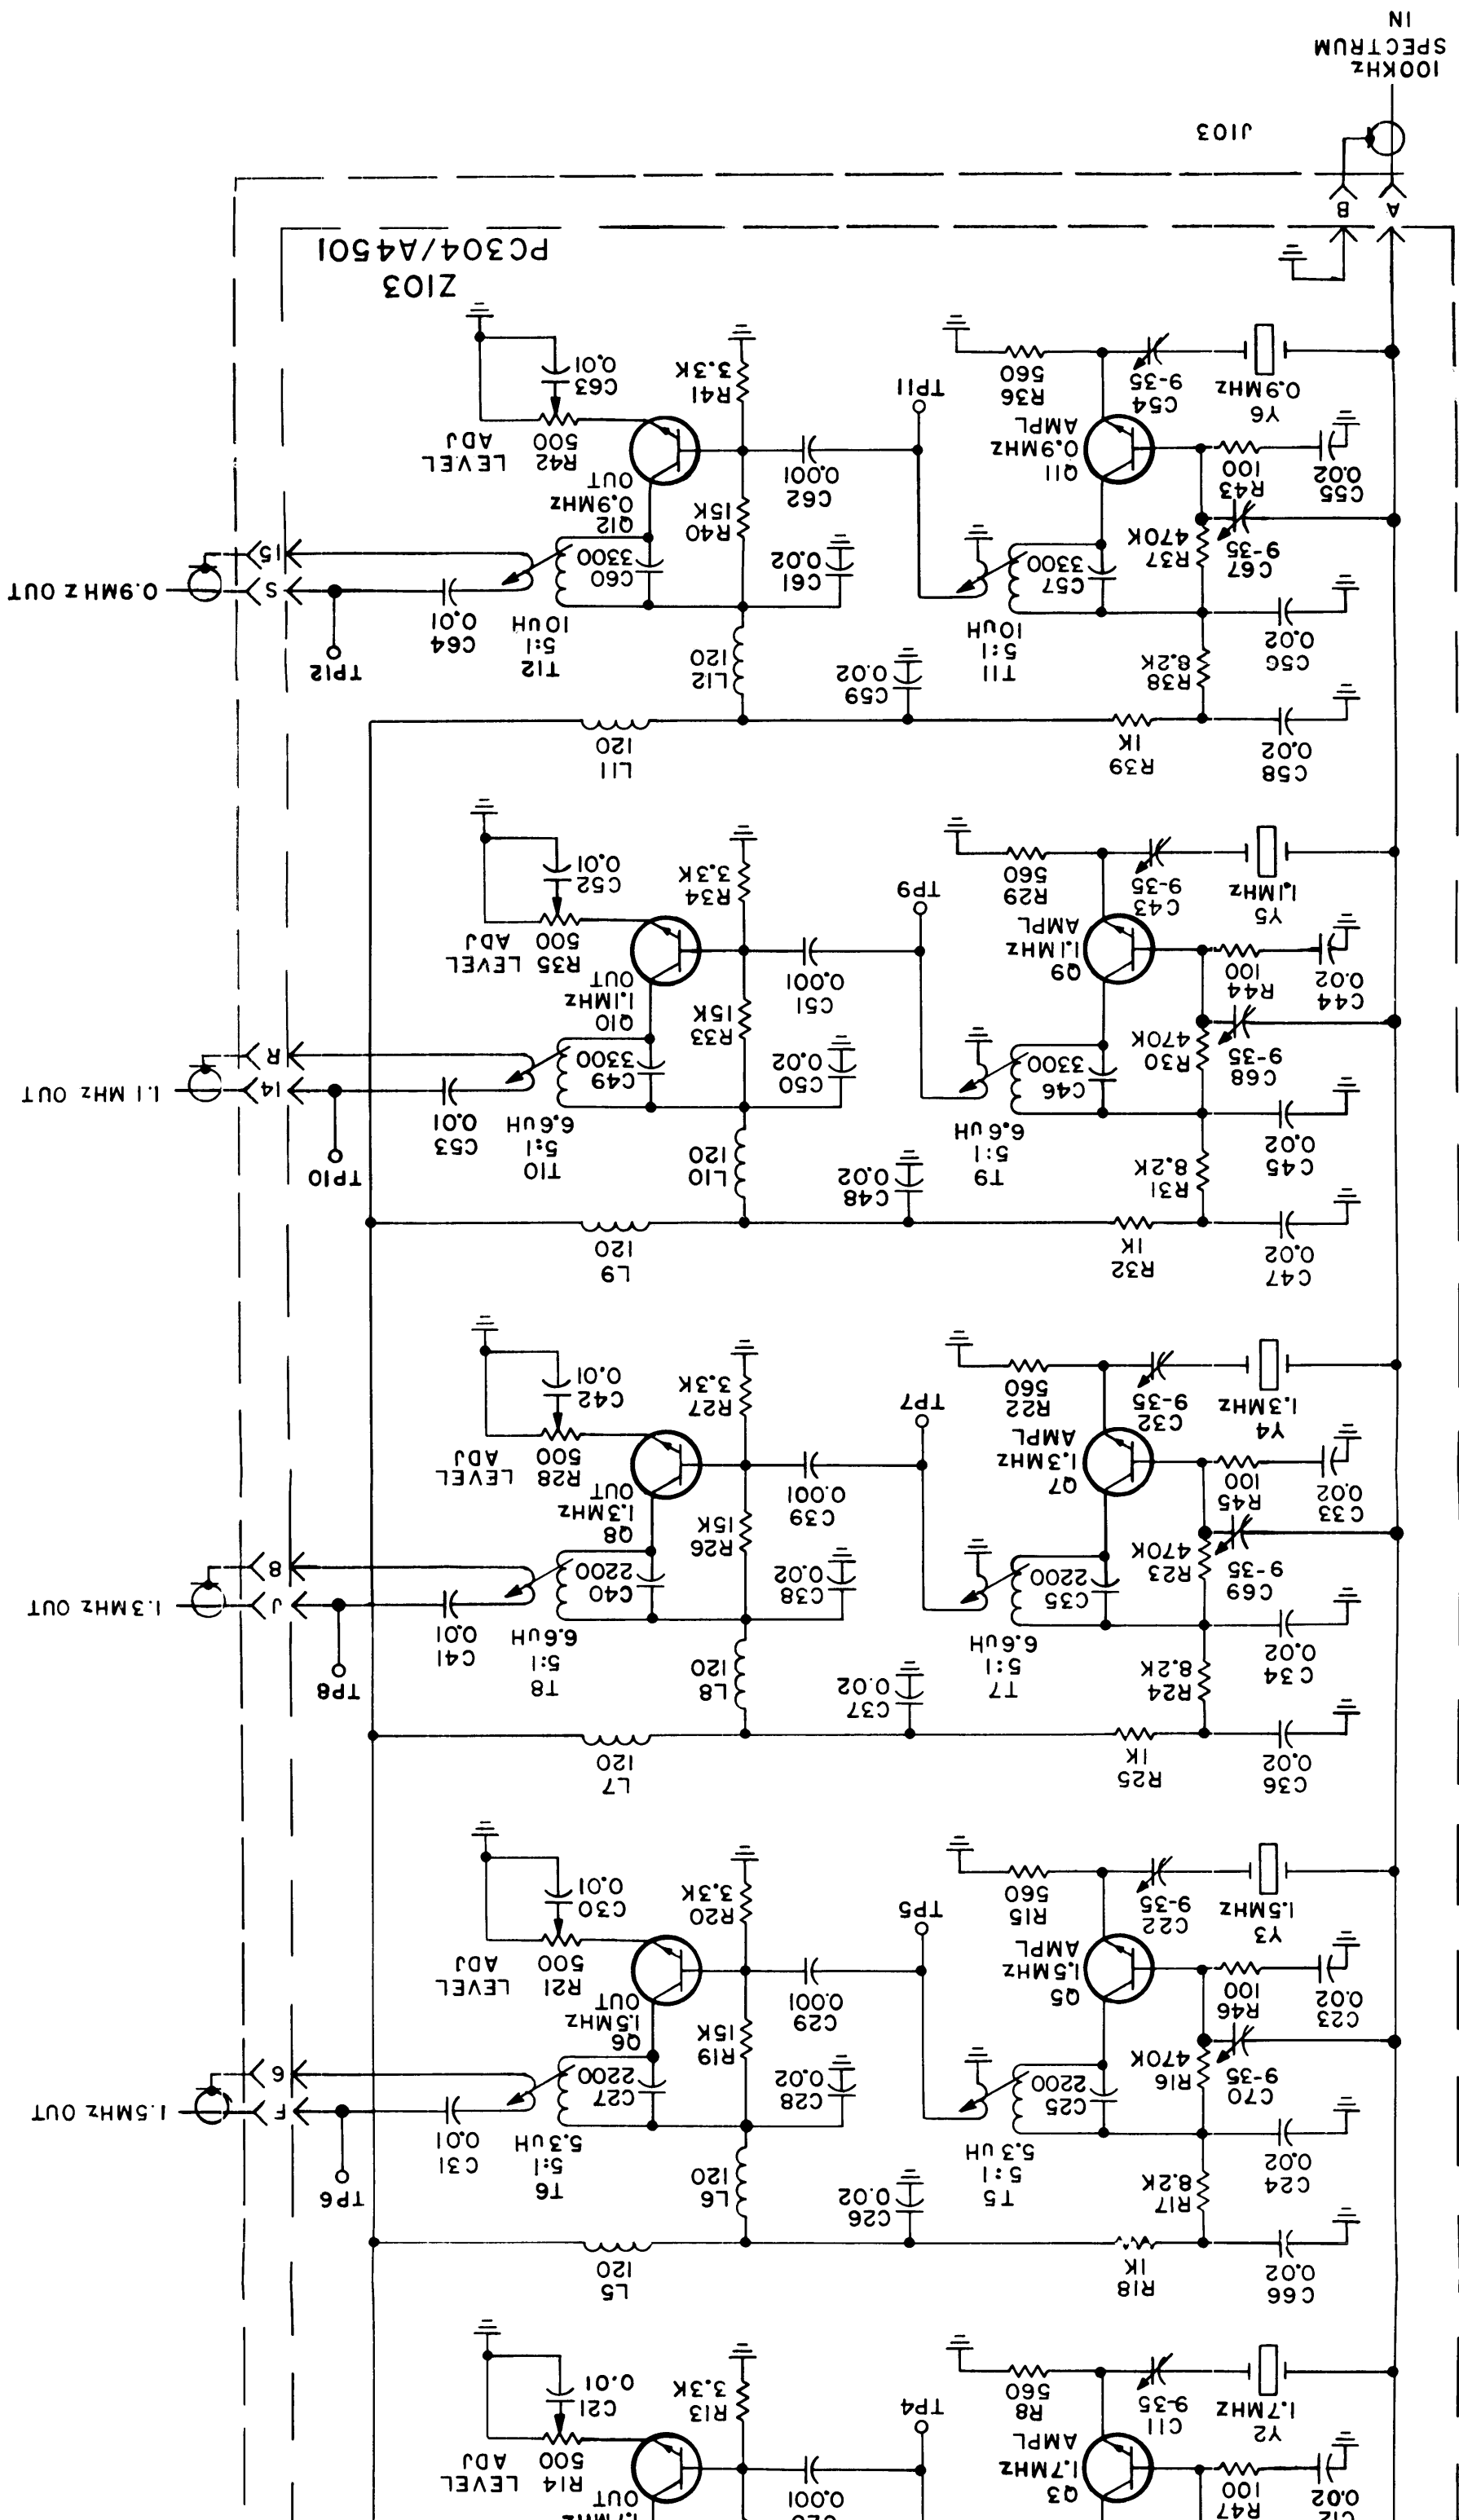 R47
100
Q3
1.7MHz
AMPL
0.001
OUT
0.02
Y2
1.7MHz
C11
9-35
R8
560
TP4
R13
3.3K
C21
0.01
R14
500
LEVEL
ADJ
C66
0.02
R18
1K
L5
120
C24
0.02
R17
8.2K
T5
5:1
5.3uH
C26
0.02
L6
120
T6
5:1
5.3uH
C31
0.01
TP6
C70
9-35
R16
470K
C25
2200
C28
0.02
R19
15K
C27
2200
F
6
1.5MHz OUT
C23
0.02
R46
100
Q5
1.5MHz
AMPL
C29
0.001
Q6
1.5MHz
OUT
R21
500
LEVEL
ADJ
Y3
1.5MHz
C22
9-35
R15
560
TP5
R20
3.3K
C30
0.01
C36
0.02
R25
1K
L7
120
C34
0.02
R24
8.2K
T7
5:1
6.6uH
C37
0.02
L8
120
T8
5:1
6.6uH
C41
0.01
TP8
C69
9-35
R23
470K
C35
2200
C38
0.02
R26
15K
C40
2200
J
8
1.3MHz OUT
C33
0.02
R45
100
Q7
1.3MHz
AMPL
C39
0.001
Q8
1.3MHz
OUT
R28
500
LEVEL
ADJ
Y4
1.3MHz
C32
9-35
R22
560
TP7
R27
3.3K
C42
0.01
C47
0.02
R32
1K
L9
120
C45
0.02
R31
8.2K
T9
5:1
6.6uH
C48
0.02
L10
120
T10
5:1
6.6uH
C53
0.01
TP10
C68
9-35
R30
470K
C46
3300
C50
0.02
R33
15K
C49
3300
14
R
1.1MHz OUT
C44
0.02
R44
100
Q9
1.1MHz
AMPL
C51
0.001
Q10
1.1MHz
OUT
R35
500
LEVEL
ADJ
Y5
1.1MHz
C43
9-35
R29
560
TP9
R34
3.3K
C52
0.01
C58
0.02
R39
1K
L11
120
C56
0.02
R38
8.2K
T11
5:1
10uH
C59
0.02
L12
120
T12
5:1
10uH
C64
0.01
TP12
C67
9-35
R37
470K
C57
3300
C61
0.02
R40
15K
C60
3300
S
15
0.9MHz OUT
C55
0.02
R43
100
Q11
0.9MHz
AMPL
C62
0.001
Q12
0.9MHz
OUT
R42
500
LEVEL
ADJ
Y6
0.9MHz
C54
9-35
R36
560
TP11
R41
3.3K
C63
0.01
Z103
PC304/A4501
A
B
J103
100KHz
SPECTRUM
IN